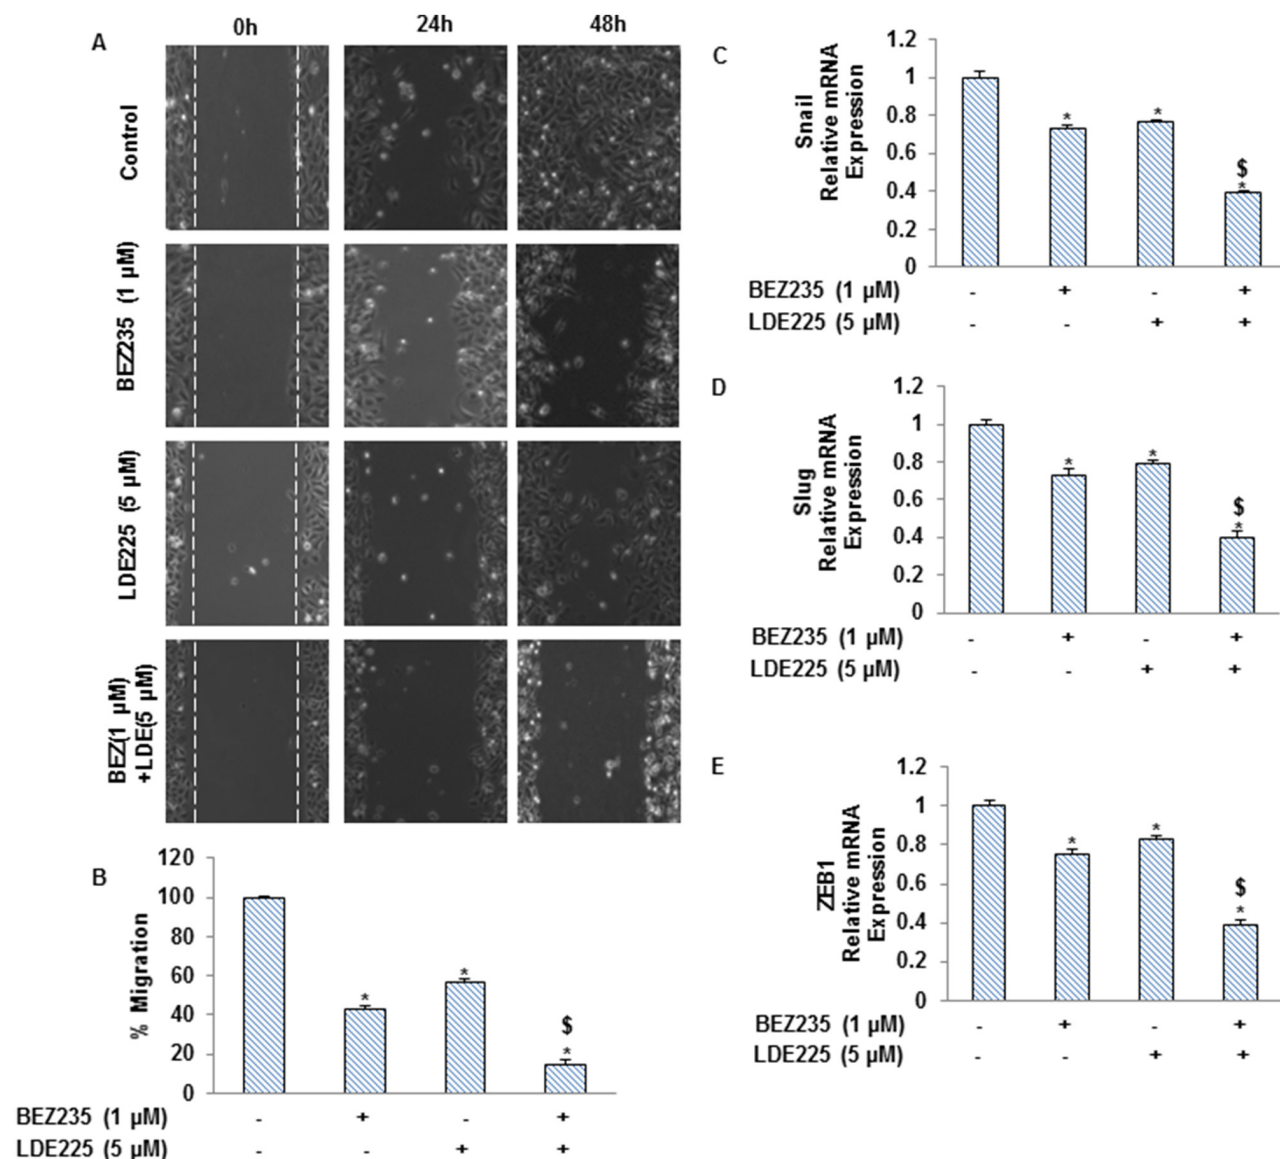 A
0h 24h 48h
Control
BEZ235 (1 µM)
LDE225 (5 µM)
BEZ(1 µM)
+LDE(5 µM)
B
% Migration
120
100
80
60
40
20
0
*
*
$
*
BEZ235 (1 µM) - + - +
LDE225 (5 µM) - - + +
C
Snail
Relative mRNA
Expression
1.2
1
0.8
0.6
0.4
0.2
0
*
*
$
*
BEZ235 (1 µM) - + - +
LDE225 (5 µM) - - + +
D
Slug
Relative mRNA
Expression
1.2
1
0.8
0.6
0.4
0.2
0
*
*
$
*
BEZ235 (1 µM) - + - +
LDE225 (5 µM) - - + +
E
ZEB1
Relative mRNA
Expression
1.2
1
0.8
0.6
0.4
0.2
0
*
*
$
*
BEZ235 (1 µM) - + - +
LDE225 (5 µM) - - + +